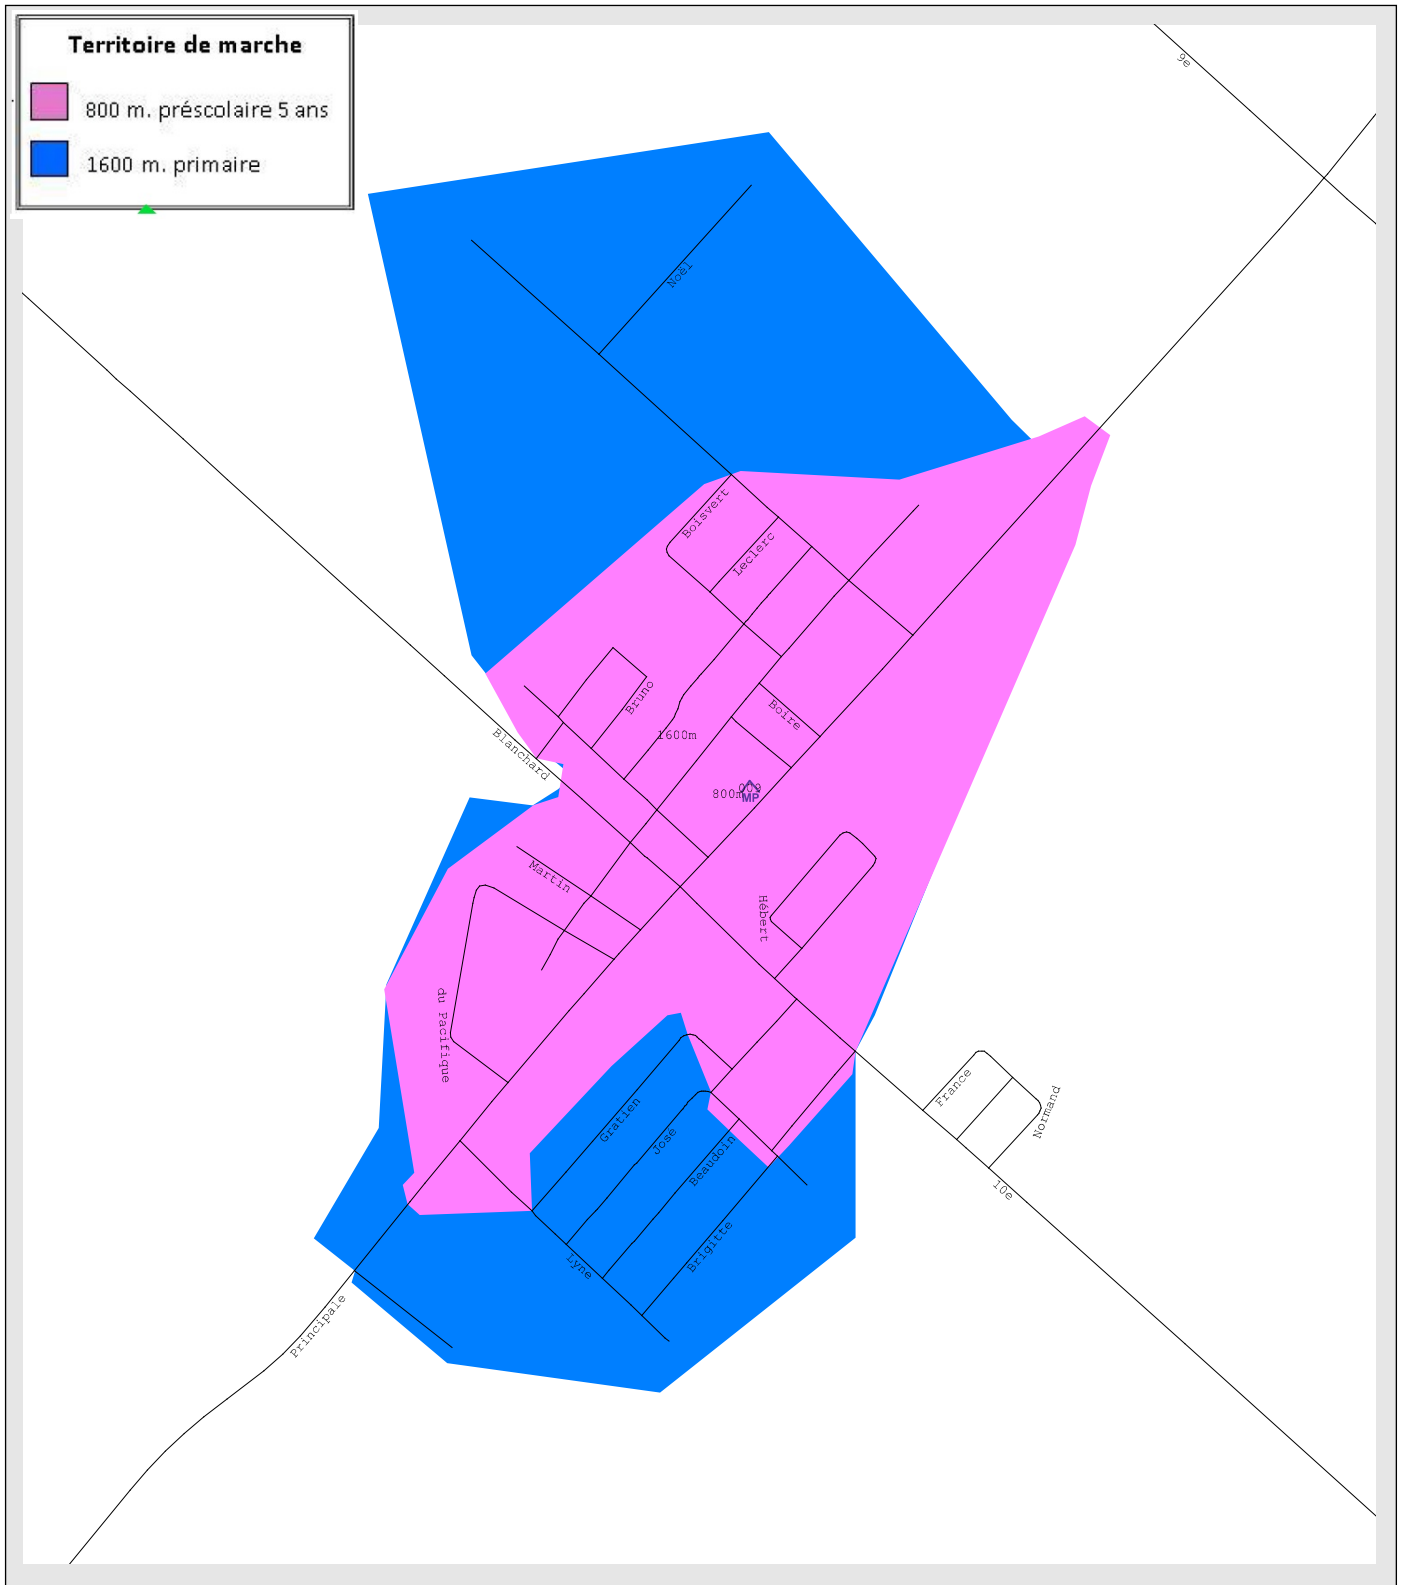 Territoire de marche
800 m. préscolaire 5 ans
1600 m. primaire
9e
Noël
Boisvert
Leclerc
Bruno
Boire
1600m
Blanchard
009
800m
MP
Martin
Hébert
du Pacifique
France
Normand
Gratien
José
Beaudoin
10e
Brigitte
Lyne
Principale